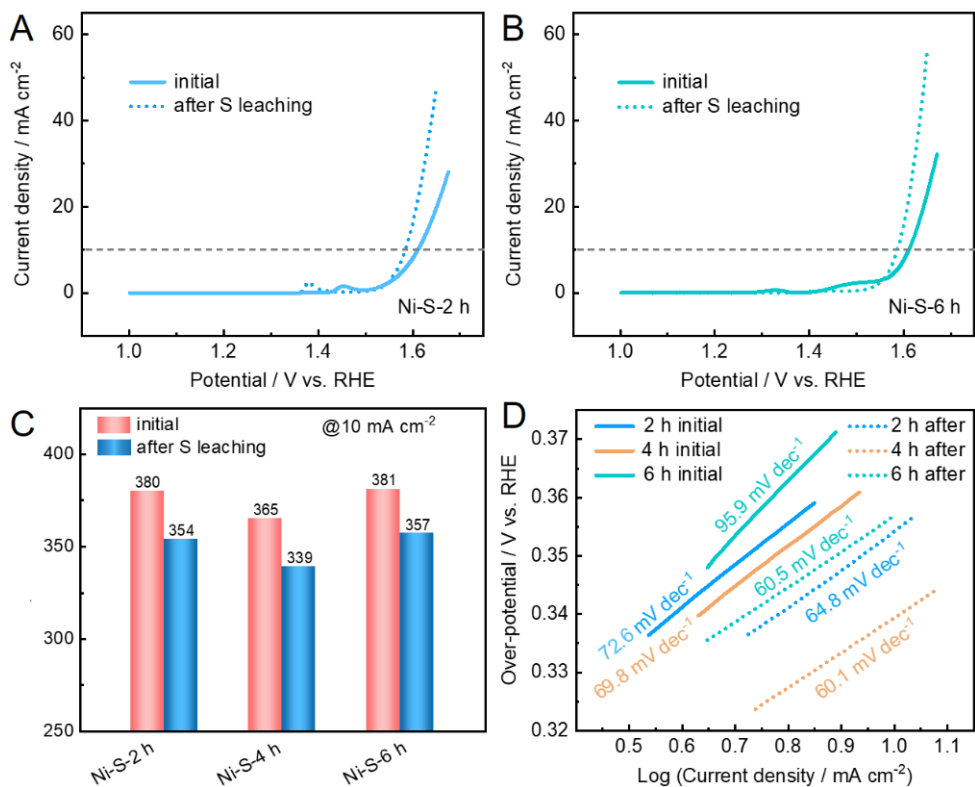 A
60
40
20
0
Current density / mA cm⁻²
initial
after S leaching
Ni-S-2 h
1.0
1.2
1.4
1.6
Potential / V vs. RHE
B
60
40
20
0
Current density / mA cm⁻²
initial
after S leaching
Ni-S-6 h
1.0
1.2
1.4
1.6
Potential / V vs. RHE
C
400
350
300
250
initial
after S leaching
@10 mA cm⁻²
380
354
365
339
381
357
Ni-S-2 h
Ni-S-4 h
Ni-S-6 h
D
0.37
0.36
0.35
0.34
0.33
0.32
Over-potential / V vs. RHE
2 h initial
4 h initial
6 h initial
2 h after
4 h after
6 h after
95.9 mV dec⁻¹
72.6 mV dec⁻¹
69.8 mV dec⁻¹
60.5 mV dec⁻¹
64.8 mV dec⁻¹
60.1 mV dec⁻¹
0.5
0.6
0.7
0.8
0.9
1.0
1.1
Log (Current density / mA cm⁻²)